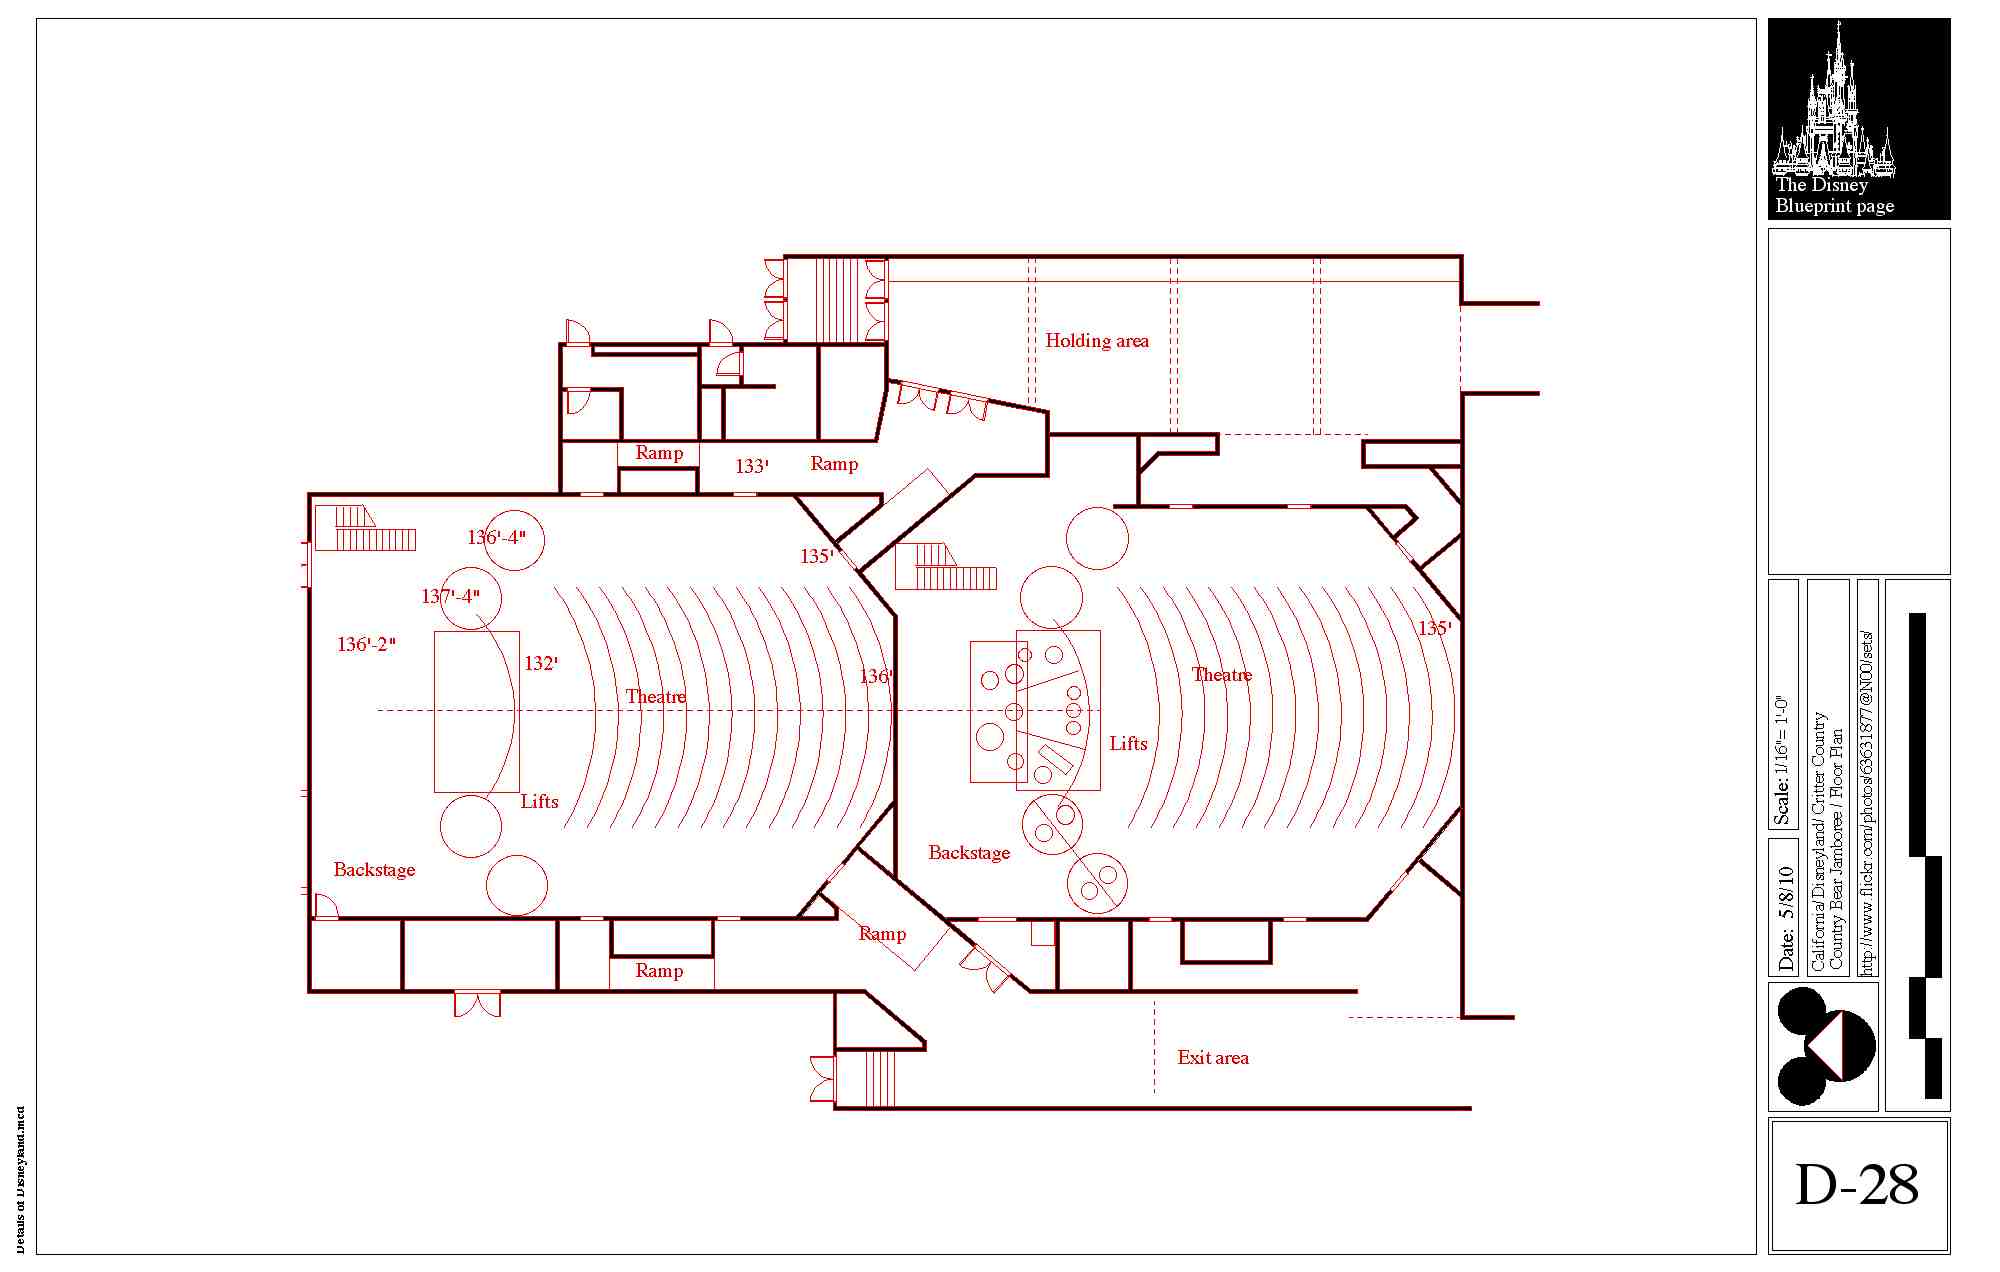 The Disney
Blueprint page
Holding area
Ramp
133'
Ramp
136'-4"
135'
137'-4"
136'-2"
132'
136'
135'
Theatre
Theatre
Lifts
Lifts
Backstage
Backstage
Ramp
Ramp
Exit area
Scale: 1/16"= 1'-0"
Date: 5/8/10
California/ Disneyland/ Critter Country
Country Bear Jamboree / Floor Plan
http://www.flickr.com/photos/63631877@N00/sets/
D-28
Details of Disneyland.mcd